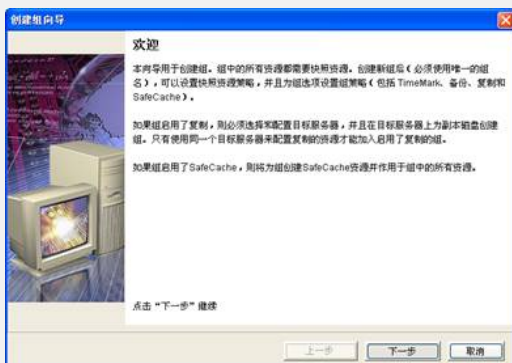 创建组向导
欢迎
本向导用于创建组。组中的所有资源都需要快照资源。创建新组后（必须使用唯一的组
名），可以设置快照资源策略，并且为组选项设组策略（包括 TimeMark、备份、复制和
SafeCache）。
如果组启用了复制，则必须选择和配置目标服务器，并且在目标服务器上为副本磁盘创建
组。只有使用同一个目标服务器来配置复制的资源才能加入启用了复制的组。
如果组启用了SafeCache，则将为组创建SafeCache资源并作用于组中的所有资源。
点击“下一步”继续
上一步
下一步
取消